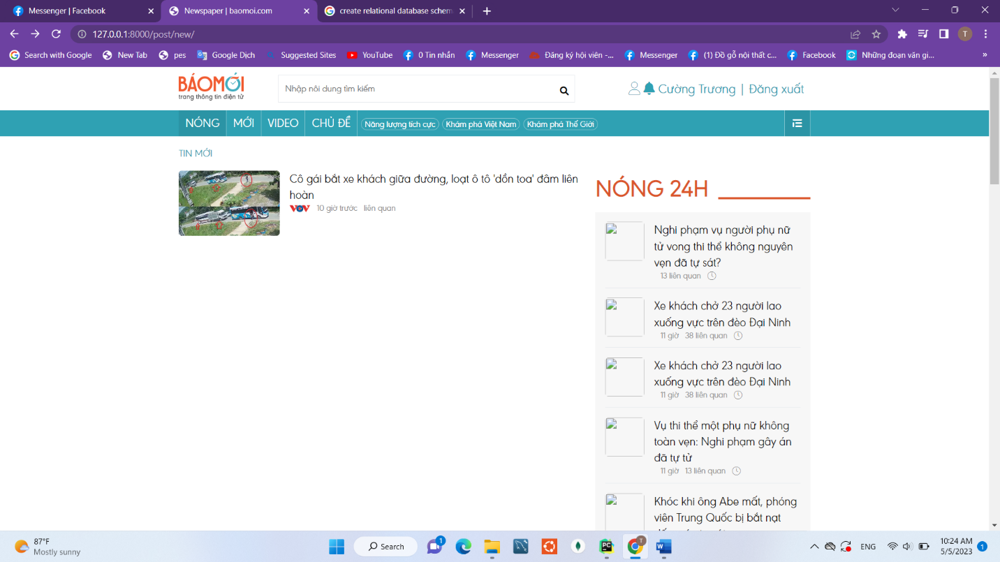 Messenger | Facebook
Newspaper | baomoi.com
create relational database schem
127.0.0.1:8000/post/new/
T
Search with Google
New Tab
pes
Google Dịch
Suggested Sites
YouTube
0 Tin nhắn
Messenger
Đăng ký hội viên -...
Messenger
(1) Đồ gỗ nội thất c...
Facebook
Những đoạn văn gi...
»
BÁOMỚI
trang thông tin điện tử
Nhập nôi dung tìm kiếm
Cường Trương | Đăng xuất
NÓNG
MỚI
VIDEO
CHỦ ĐỀ
Năng lượng tích cực
Khám phá Việt Nam
Khám phá Thế Giới
TIN MỚI
Cô gái bắt xe khách giữa đường, loạt ô tô 'dồn toa' đâm liên
hoàn
VOV 10 giờ trước liên quan
NÓNG 24H
Nghi phạm vụ người phụ nữ
tử vong thi thể không nguyên
vẹn đã tự sát?
13 liên quan
Xe khách chở 23 người lao
xuống vực trên đèo Đại Ninh
11 giờ 38 liên quan
Xe khách chở 23 người lao
xuống vực trên đèo Đại Ninh
11 giờ 38 liên quan
Vụ thi thể một phụ nữ không
toàn vẹn: Nghi phạm gây án
đã tự tử
11 giờ 13 liên quan
Khóc khi ông Abe mất, phóng
viên Trung Quốc bị bắt nạt
87°F
Mostly sunny
Search
1
PC
T
W
ENG
10:24 AM
5/5/2023
1